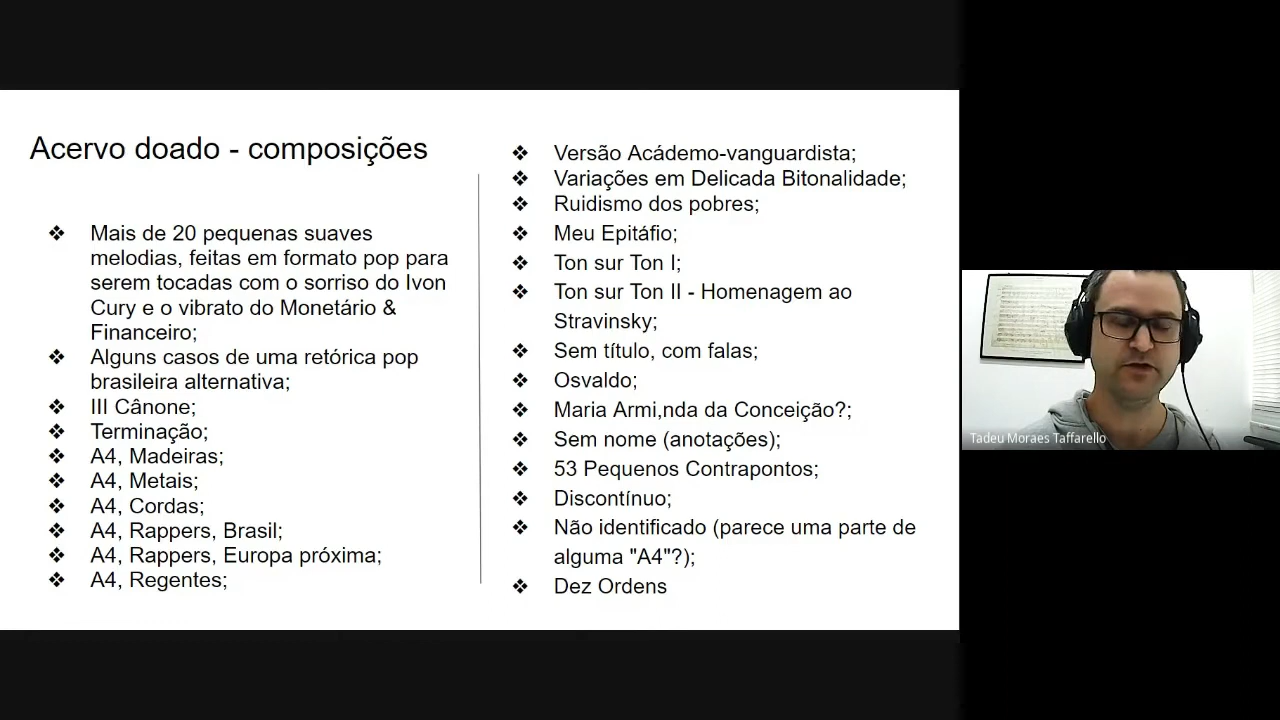 Acervo doado - composições
❖ Mais de 20 pequenas suaves
melodias, feitas em formato pop para
serem tocadas com o sorriso do Ivon
Cury e o vibrato do Monetário &
Financeiro;
❖ Alguns casos de uma retórica pop
brasileira alternativa;
❖ III Cânone;
❖ Terminação;
❖ A4, Madeiras;
❖ A4, Metais;
❖ A4, Cordas;
❖ A4, Rappers, Brasil;
❖ A4, Rappers, Europa próxima;
❖ A4, Regentes;
❖ Versão Acádemo-vanguardista;
❖ Variações em Delicada Bitonalidade;
❖ Ruidismo dos pobres;
❖ Meu Epitáfio;
❖ Ton sur Ton I;
❖ Ton sur Ton II - Homenagem ao
Stravinsky;
❖ Sem título, com falas;
❖ Osvaldo;
❖ Maria Armi,nda da Conceição?;
❖ Sem nome (anotações);
❖ 53 Pequenos Contrapontos;
❖ Discontínuo;
❖ Não identificado (parece uma parte de
alguma "A4"?);
❖ Dez Ordens
Tadeu Moraes Taffarello